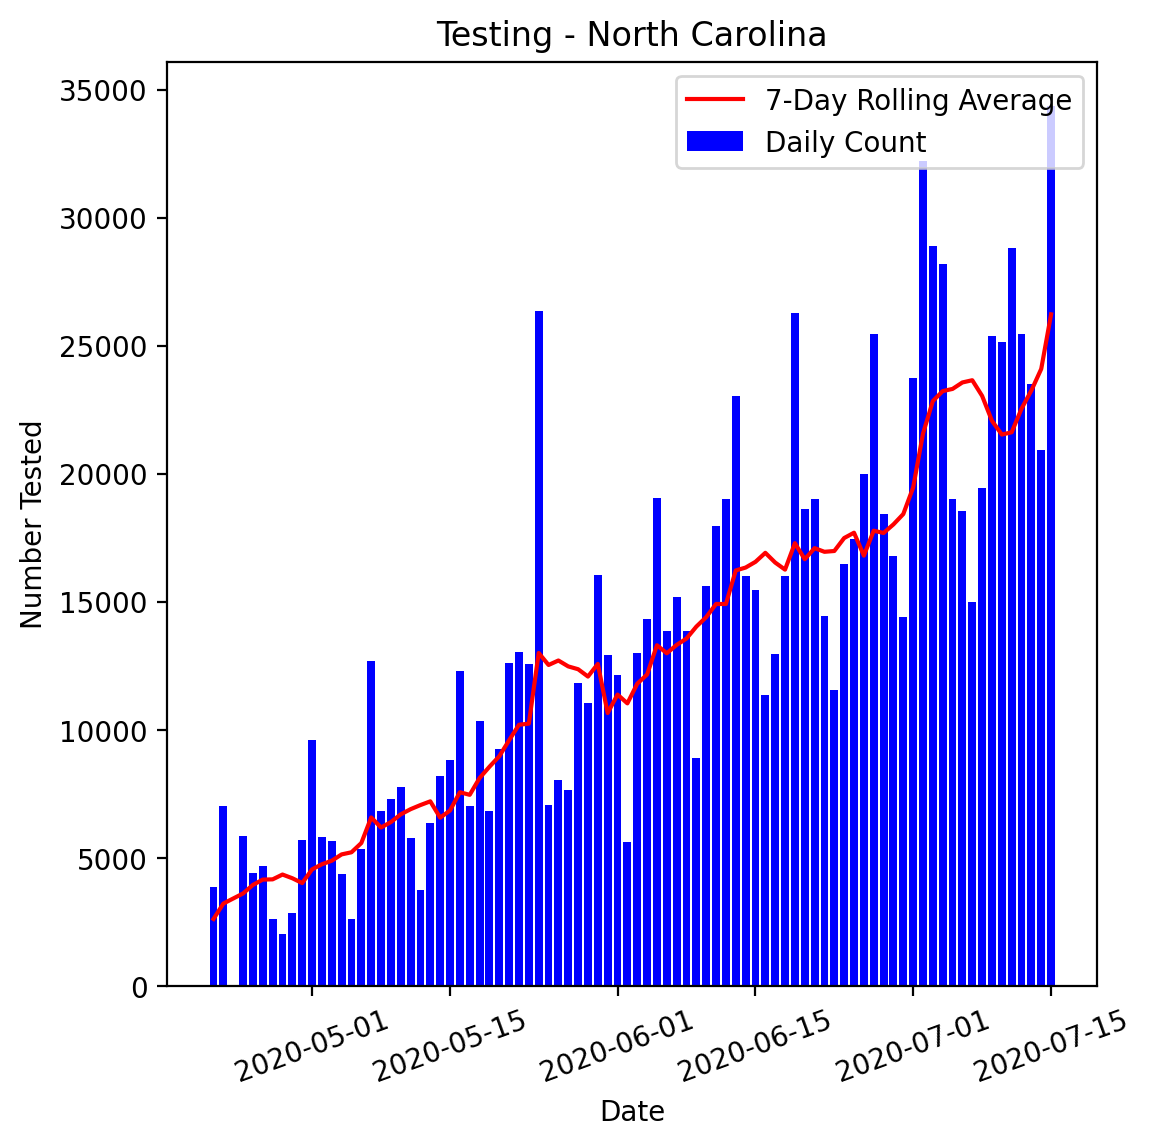 Testing - North Carolina
7-Day Rolling Average
Daily Count
35000
30000
25000
20000
15000
10000
5000
0
Number Tested
2020-05-01
2020-05-15
2020-06-01
2020-06-15
2020-07-01
2020-07-15
Date